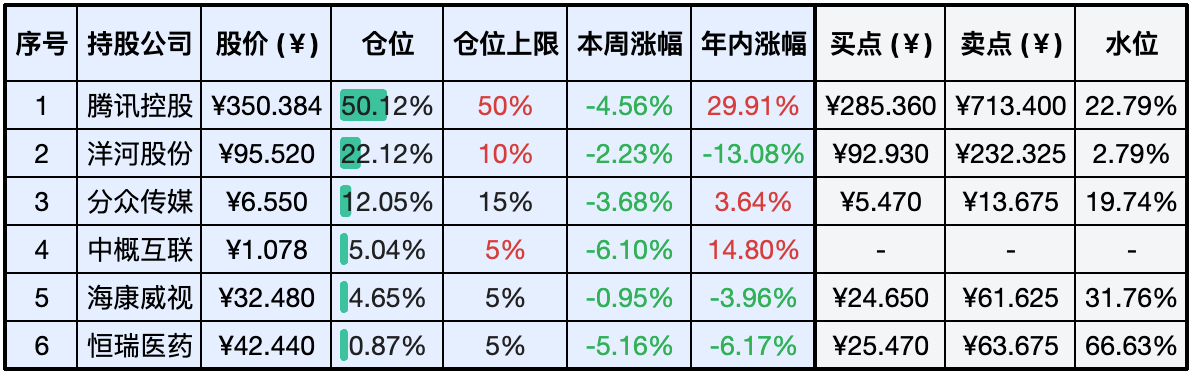 序号 持股公司 股价 (¥) 仓位 仓位上限 本周涨幅 年内涨幅 买点 (¥) 卖点 (¥) 水位
1 腾讯控股 ¥350.384 50.12% 50% -4.56% 29.91% ¥285.360 ¥713.400 22.79%
2 洋河股份 ¥95.520 22.12% 10% -2.23% -13.08% ¥92.930 ¥232.325 2.79%
3 分众传媒 ¥6.550 12.05% 15% -3.68% 3.64% ¥5.470 ¥13.675 19.74%
4 中概互联 ¥1.078 5.04% 5% -6.10% 14.80% - - -
5 海康威视 ¥32.480 4.65% 5% -0.95% -3.96% ¥24.650 ¥61.625 31.76%
6 恒瑞医药 ¥42.440 0.87% 5% -5.16% -6.17% ¥25.470 ¥63.675 66.63%